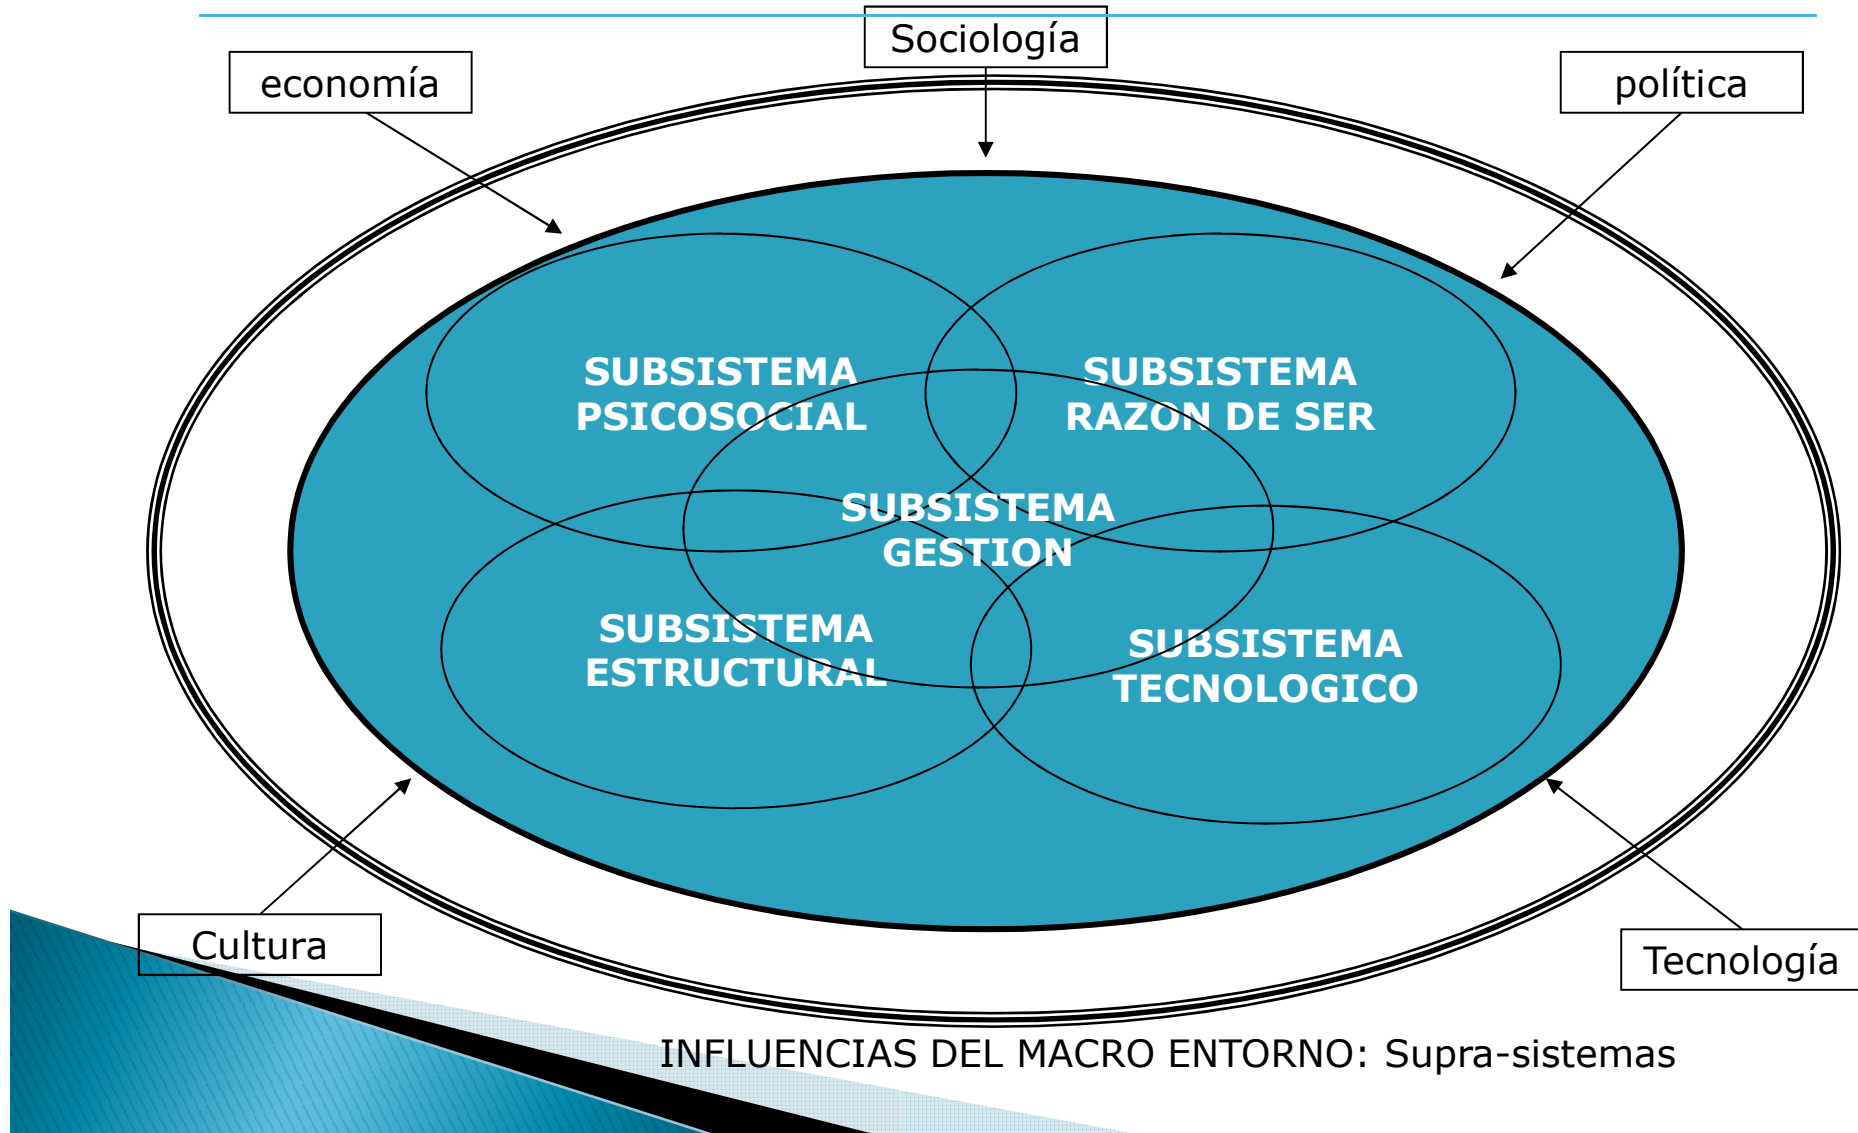 Sociología
economía
política
SUBSISTEMA
PSICOSOCIAL
SUBSISTEMA
RAZON DE SER
SUBSISTEMA
GESTION
SUBSISTEMA
ESTRUCTURAL
SUBSISTEMA
TECNOLOGICO
Cultura
Tecnología
INFLUENCIAS DEL MACRO ENTORNO: Supra-sistemas